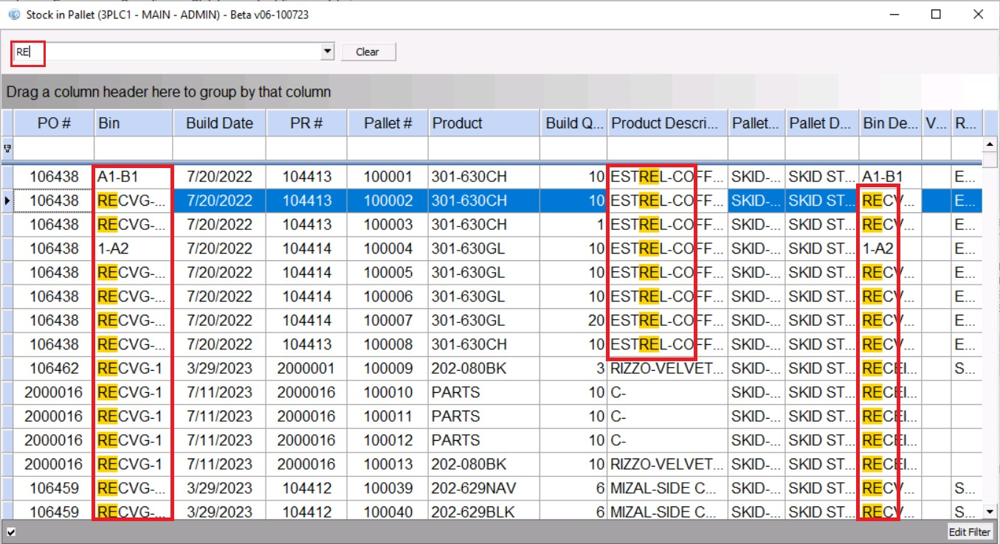 Stock in Pallet (3PLC1 - MAIN - ADMIN) - Beta v06-100723
RE Clear
Drag a column header here to group by that column
PO # Bin Build Date PR # Pallet # Product Build Q... Product Descri... Pallet... Pallet D... Bin De... V... R...
106438 A1-B1 7/20/2022 104413 100001 301-630CH 10 ESTREL-COFF... SKID-... SKID ST... A1-B1 E...
106438 RECVG-... 7/20/2022 104413 100002 301-630CH 10 ESTREL-COFF... SKID-... SKID ST... RECV... E...
106438 RECVG-... 7/20/2022 104413 100003 301-630CH 1 ESTREL-COFF... SKID-... SKID ST... RECV... E...
106438 1-A2 7/20/2022 104414 100004 301-630GL 10 ESTREL-COFF... SKID-... SKID ST... 1-A2 E...
106438 RECVG-... 7/20/2022 104414 100005 301-630GL 10 ESTREL-COFF... SKID-... SKID ST... RECV... E...
106438 RECVG-... 7/20/2022 104414 100006 301-630GL 10 ESTREL-COFF... SKID-... SKID ST... RECV... E...
106438 RECVG-... 7/20/2022 104414 100007 301-630GL 20 ESTREL-COFF... SKID-... SKID ST... RECV... E...
106438 RECVG-... 7/20/2022 104413 100008 301-630CH 10 ESTREL-COFF... SKID-... SKID ST... RECV... E...
106462 RECVG-1 3/29/2023 2000001 100009 202-080BK 3 RIZZO-VELVET... SKID-... SKID ST... RECEI... S...
2000016 RECVG-1 7/11/2023 2000016 100010 PARTS 10 C- SKID-... SKID ST... RECEI...
2000016 RECVG-1 7/11/2023 2000016 100011 PARTS 10 C- SKID-... SKID ST... RECEI...
2000016 RECVG-1 7/11/2023 2000016 100012 PARTS 10 C- SKID-... SKID ST... RECEI...
2000016 RECVG-1 7/11/2023 2000016 100013 202-080BK 10 RIZZO-VELVET... SKID-... SKID ST... RECEI...
106459 RECVG-... 3/29/2023 104412 100039 202-629NAV 6 MIZAL-SIDE C... SKID-... SKID ST... RECV... S...
106459 RECVG-... 3/29/2023 104412 100040 202-629BLK 6 MIZAL-SIDE C... SKID-... SKID ST... RECV... S...
Edit Filter